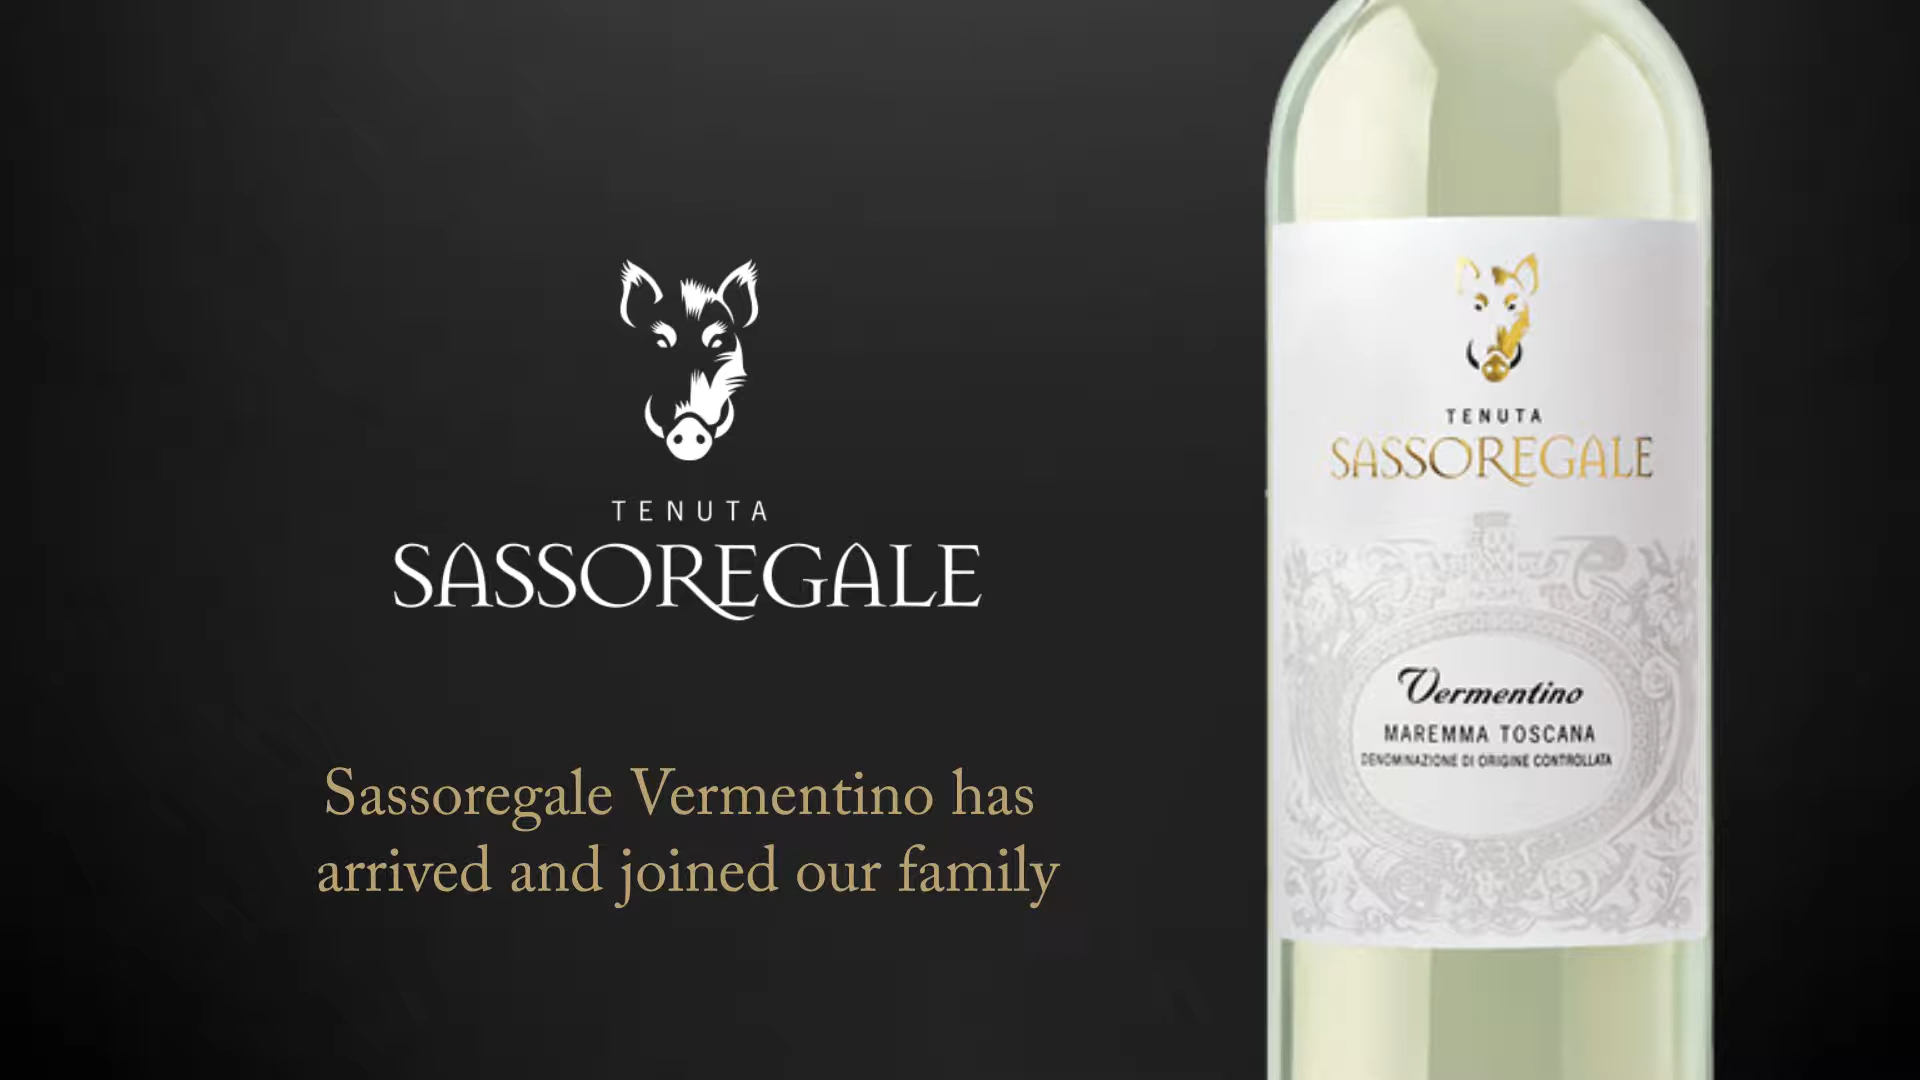 TENUTA
SASSOREGALE
Sassoregale Vermentino has
arrived and joined our family
TENUTA
SASSOREGALE
Vermentino
MAREMMA TOSCANA
DENOMINAZIONE DI ORIGINE CONTROLLATA